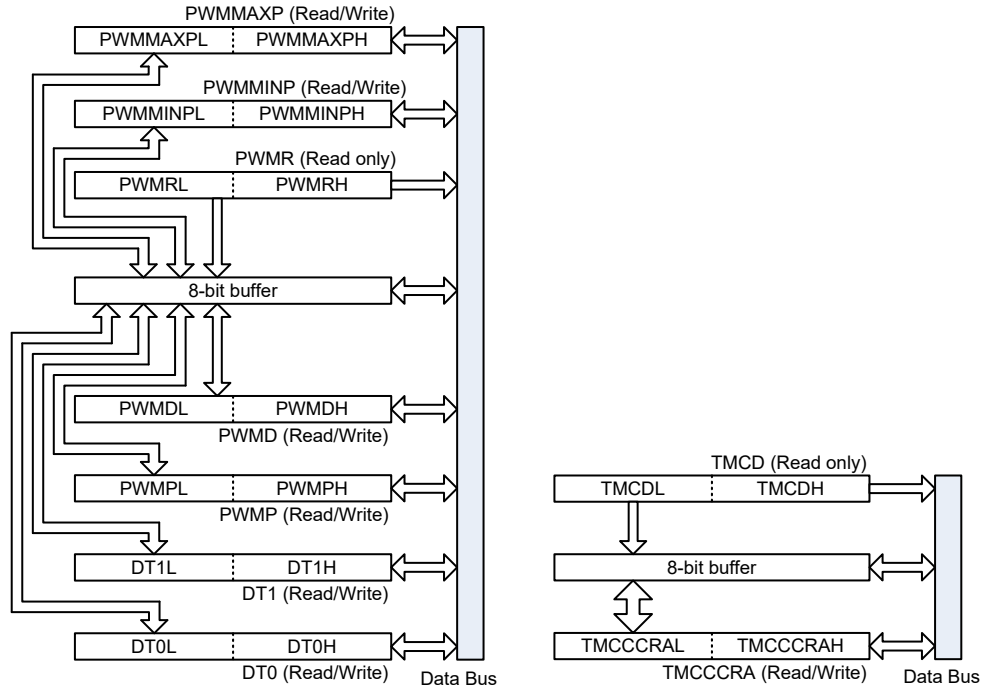 PWMMAXP (Read/Write)
PWMMAXPL PWMMAXPH
PWMMINP (Read/Write)
PWMMINPL PWMMINPH
PWMR (Read only)
PWMRL PWMRH
8-bit buffer
PWMDL PWMDH
PWMD (Read/Write)
PWMPL PWMPH
PWMP (Read/Write)
DT1L DT1H
DT1 (Read/Write)
DT0L DT0H
DT0 (Read/Write)
Data Bus
TMCD (Read only)
TMCDL TMCDH
8-bit buffer
TMCCCRAL TMCCCRAH
TMCCCRA (Read/Write)
Data Bus